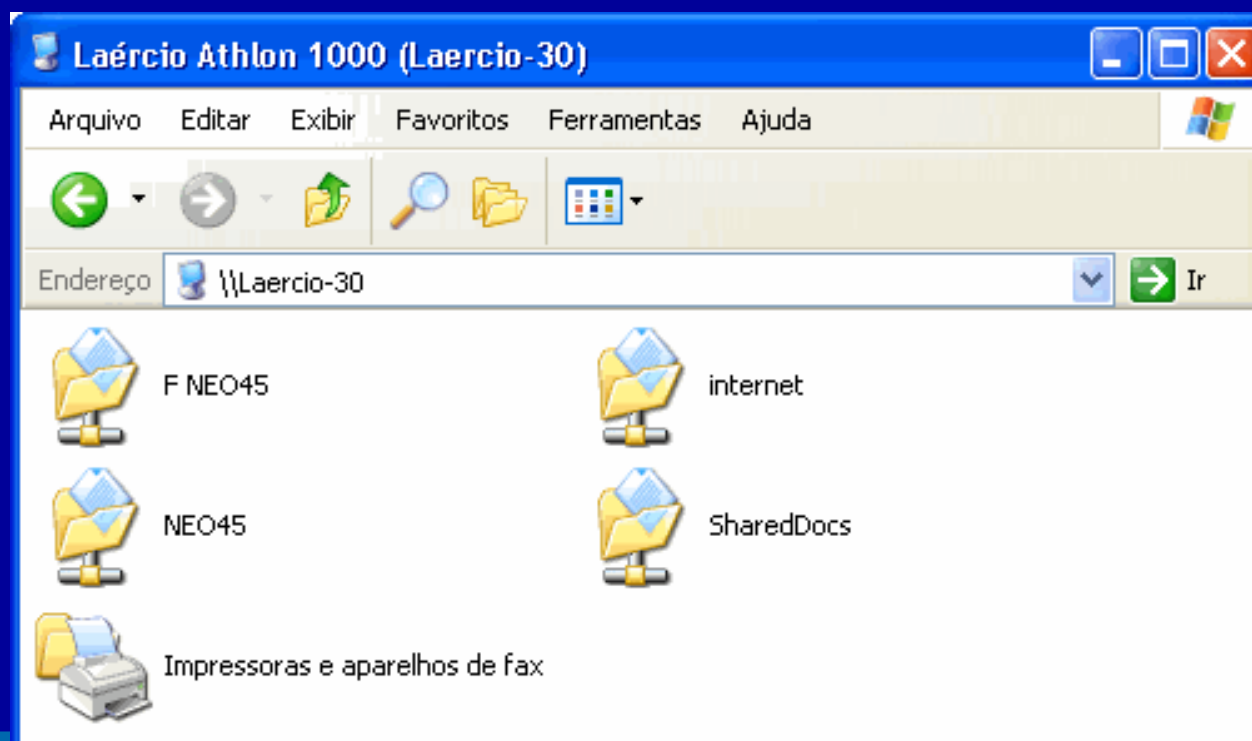 Laércio Athlon 1000 (Laercio-30)
Arquivo Editar Exibir Favoritos Ferramentas Ajuda
Endereço \\Laercio-30 Ir
F NEO45 internet
NEO45 SharedDocs
Impressoras e aparelhos de fax